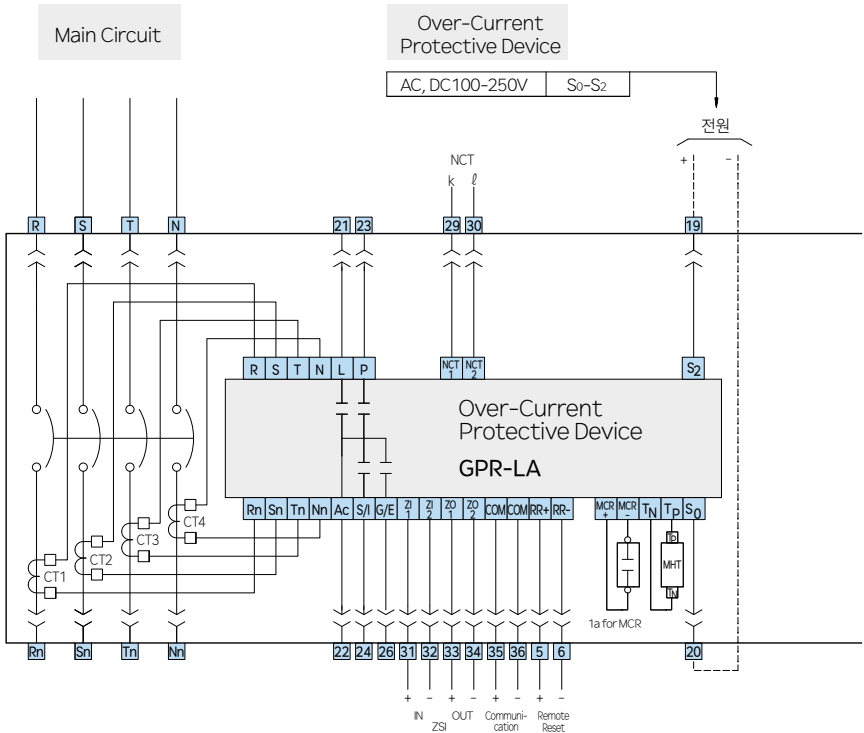 Main Circuit
Over-Current
Protective Device
AC, DC100-250V S0-S2
전원
+ -
NCT
k ℓ
R S T N 21 23 29 30 19
R S T N L P NCT 1 NCT 2 S2
Over-Current
Protective Device
GPR-LA
Rn Sn Tn Nn Ac S/I G/E ZI 1 ZI 2 ZO 1 ZO 2 COM COM RR+ RR- MCR + MCR - TN TP S0
CT4
CT3
CT2
CT1
TP
MHT
TN
1a for MCR
Rn Sn Tn Nn 22 24 26 31 32 33 34 35 36 5 6 20
+ - + - + - + -
IN OUT
ZSI
Communi-
cation
Remote
Reset